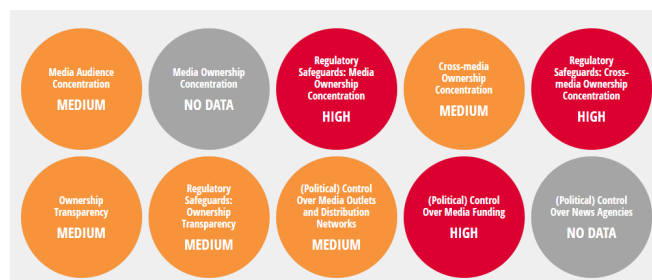 Media Audience
Concentration
MEDIUM
Media Ownership
Concentration
NO DATA
Regulatory
Safeguards: Media
Ownership
Concentration
HIGH
Cross-media
Ownership
Concentration
MEDIUM
Regulatory
Safeguards: Cross-
media Ownership
Concentration
HIGH
Ownership
Transparency
MEDIUM
Regulatory
Safeguards:
Ownership
Transparency
MEDIUM
(Political) Control
Over Media Outlets
and Distribution
Networks
MEDIUM
(Political) Control
Over Media Funding
HIGH
(Political) Control
Over News Agencies
NO DATA